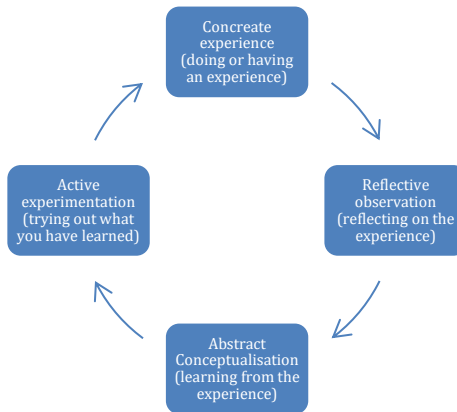 Concreate
experience
(doing or having
an experience)
Reflective
observation
(reflecting on the
experience)
Abstract
Conceptualisation
(learning from the
experience)
Active
experimentation
(trying out what
you have learned)